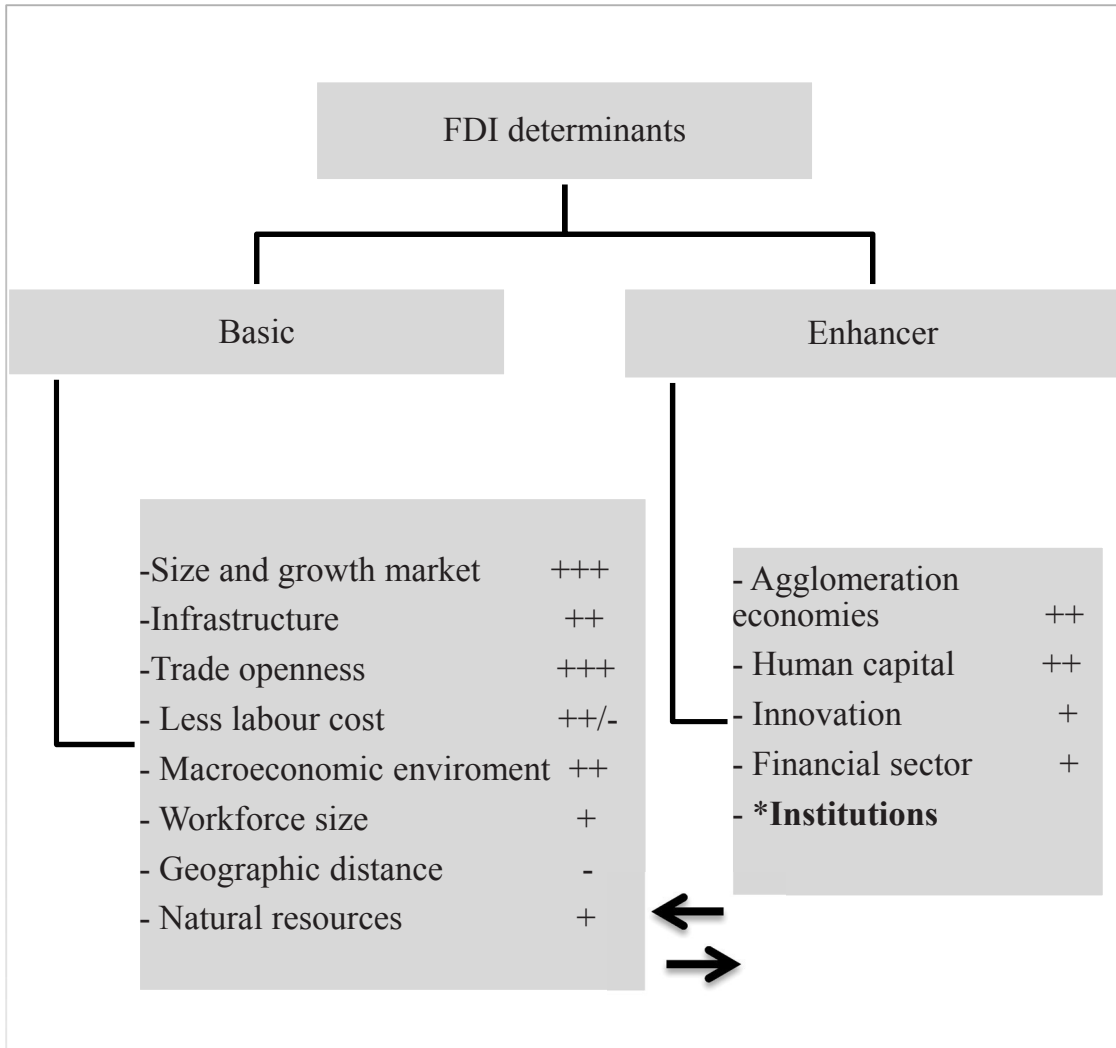 FDI determinants
Basic
Enhancer
-Size and growth market +++
-Infrastructure ++
-Trade openness +++
- Less labour cost ++/-
- Macroeconomic enviroment ++
- Workforce size +
- Geographic distance -
- Natural resources +
- Agglomeration
economies ++
- Human capital ++
- Innovation +
- Financial sector +
- *Institutions